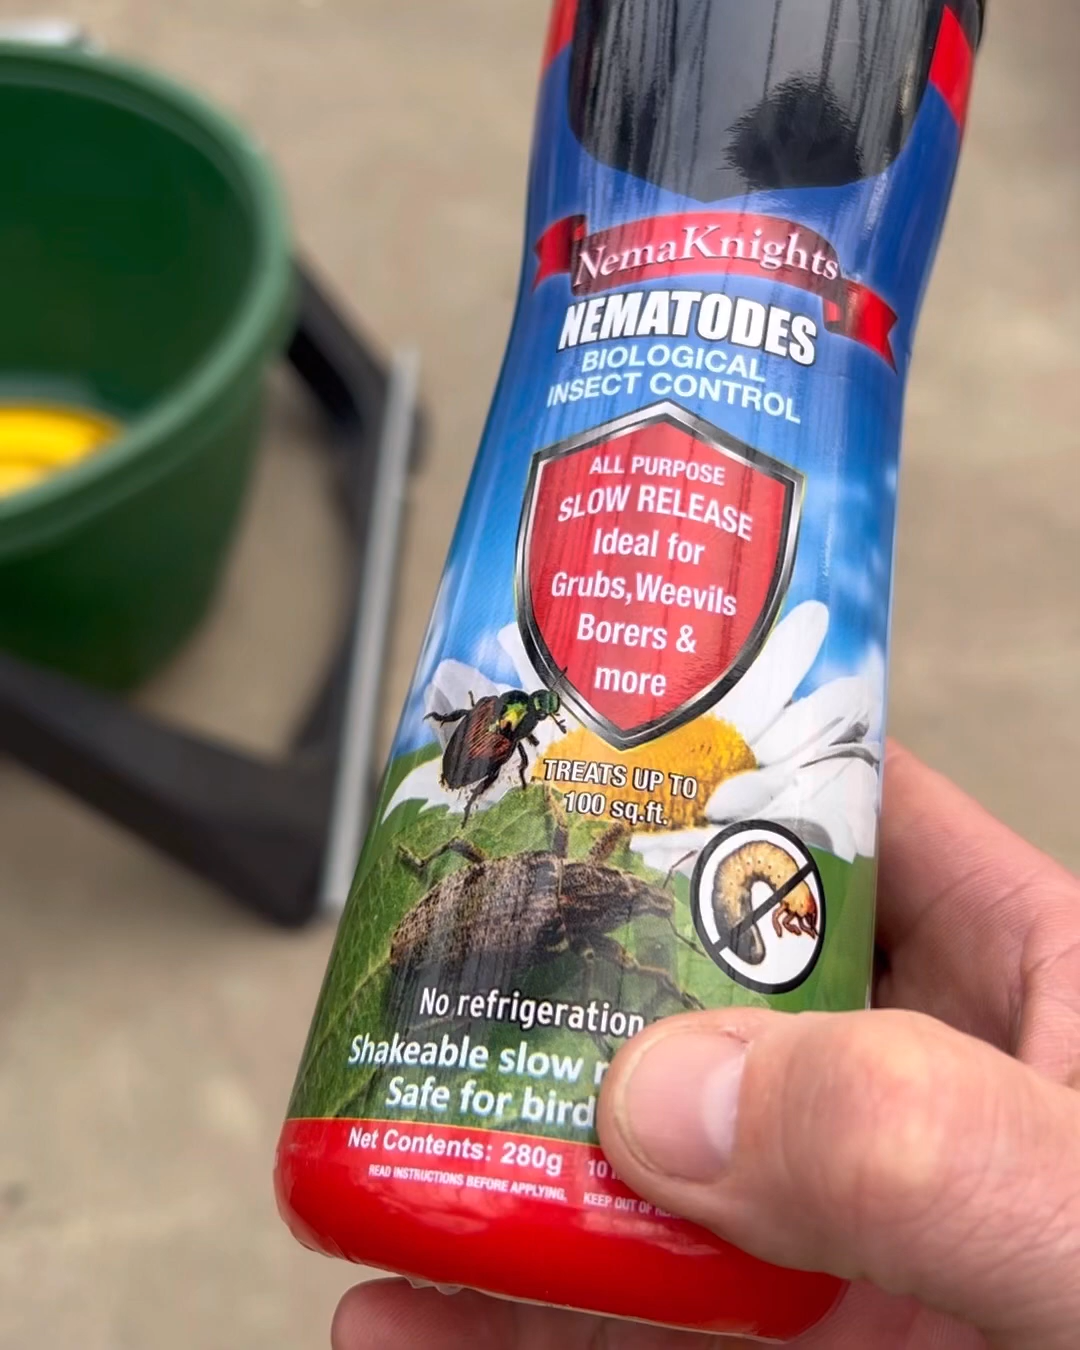 NemaKnights
NEMATODES
BIOLOGICAL
INSECT CONTROL
ALL PURPOSE
SLOW RELEASE
Ideal for
Grubs,Weevils
Borers &
more
TREATS UP TO
100 sq.ft.
No refrigeration
Shakeable slow
Safe for
Net Contents: 280g 10
READ INSTRUCTIONS BEFORE APPLYING. KEEP OUT OF